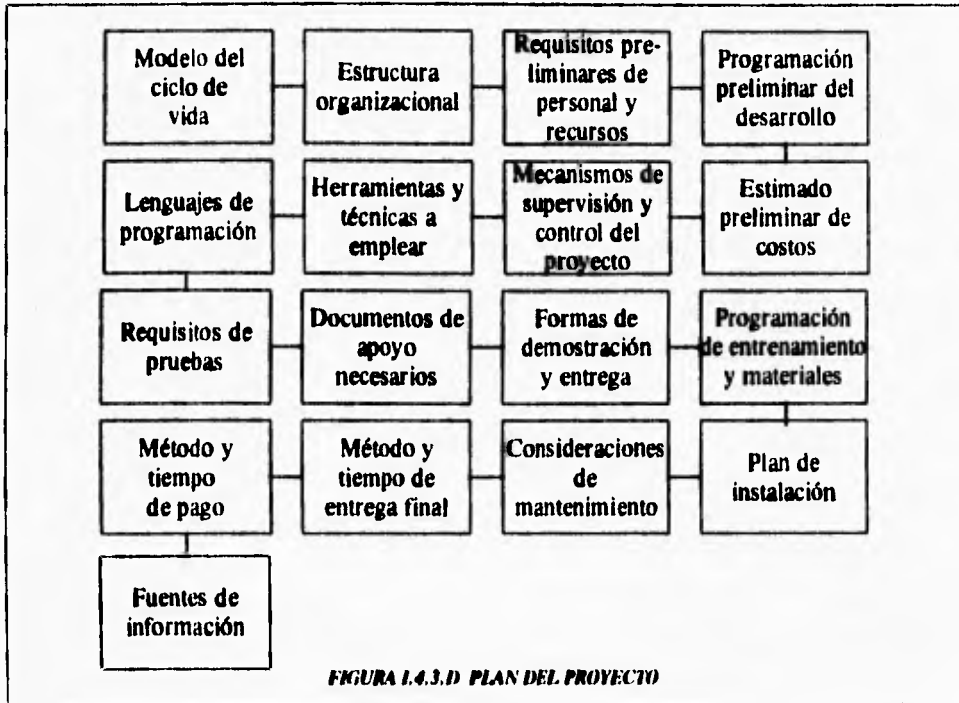 Modelo del
ciclo de
vida
Estructura
organizacional
Requisitos pre-
liminares de
personal y
recursos
Programación
preliminar del
desarrollo
Lenguajes de
programación
Herramientas y
técnicas a
emplear
Mecanismos de
supervisión y
control del
proyecto
Estimado
preliminar de
costos
Requisitos de
pruebas
Documentos de
apoyo
necesarios
Formas de
demostración
y entrega
Programación
de entrenamiento
y materiales
Método y
tiempo
de pago
Método y
tiempo de
entrega final
Consideraciones
de
mantenimiento
Plan de
instalación
Fuentes de
información
FIGURA 1.4.3.D PLAN DEL PROYECTO